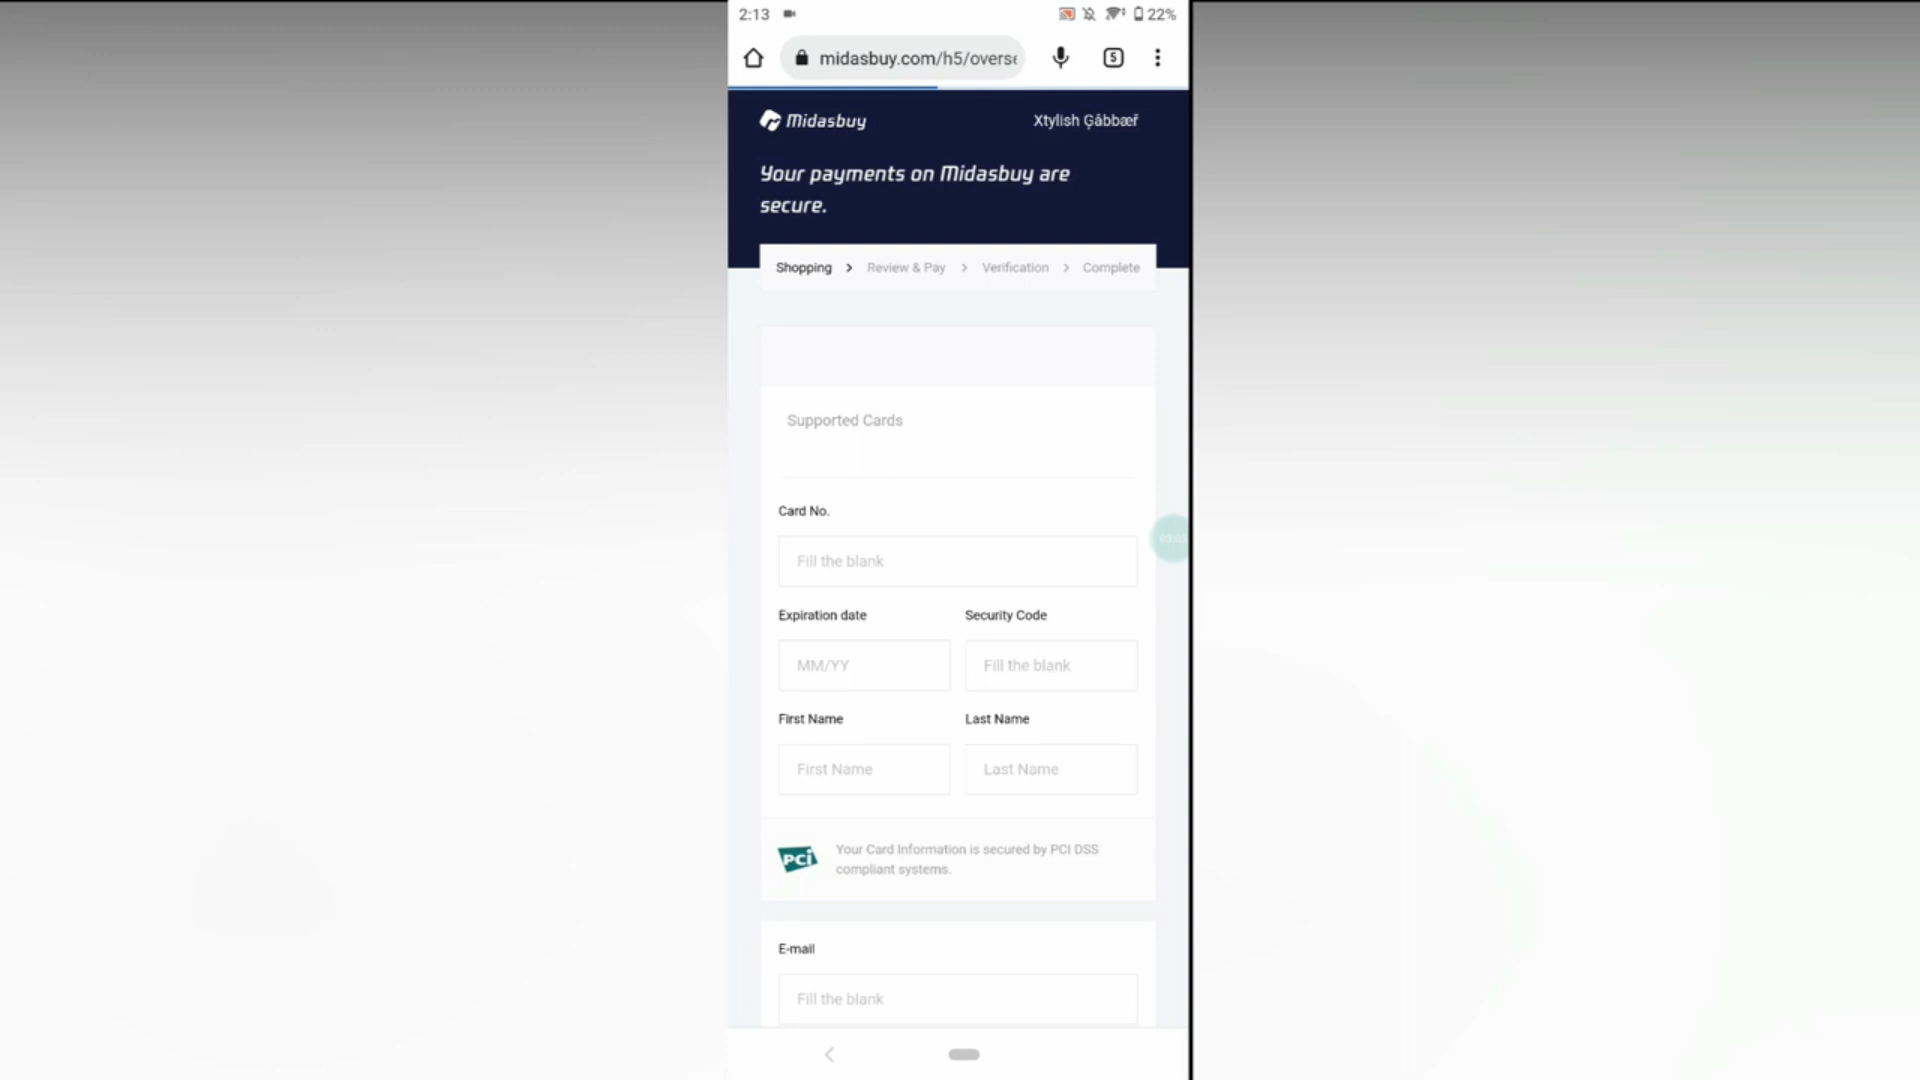 2:13
22%
midasbuy.com/h5/overse
5
Midasbuy
Xtylish Ģâbbær̃
Your payments on Midasbuy are
secure.
Shopping > Review & Pay > Verification > Complete
Supported Cards
Card No.
Fill the blank
Expiration date
Security Code
MM/YY
Fill the blank
First Name
Last Name
First Name
Last Name
PCi
Your Card Information is secured by PCI DSS
compliant systems.
E-mail
Fill the blank